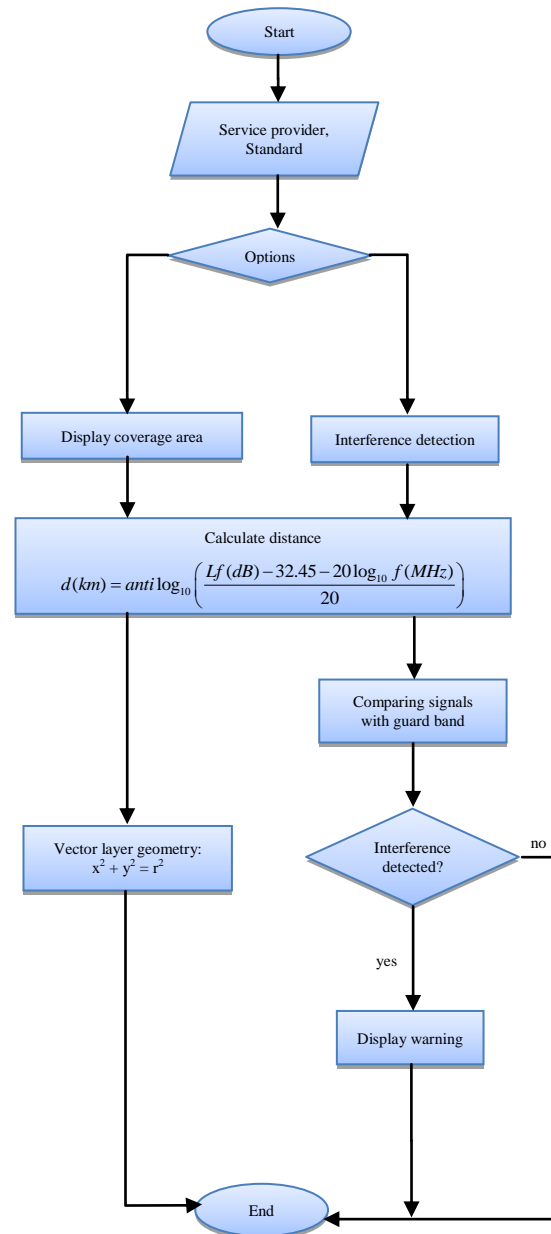 Start
Service provider,
Standard
Options
Display coverage area
Interference detection
Calculate distance
d(km) = anti log₁₀((Lf(dB) − 32.45 − 20 log₁₀ f(MHz)) / 20)
Comparing signals
with guard band
Vector layer geometry:
x² + y² = r²
Interference
detected?
no
yes
Display warning
End